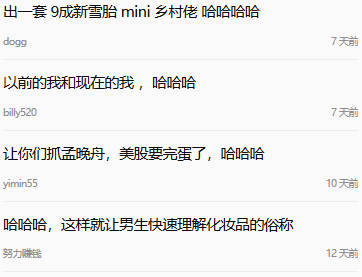 出一套 9成新雪胎 mini 乡村佬 哈哈哈哈
dogg 7 天前
以前的我和现在的我 ，哈哈哈
billy520 7 天前
让你们抓孟晚舟，美股要完蛋了，哈哈哈
yimin55 10 天前
哈哈哈，这样就让男生快速理解化妆品的俗称
努力赚钱 12 天前